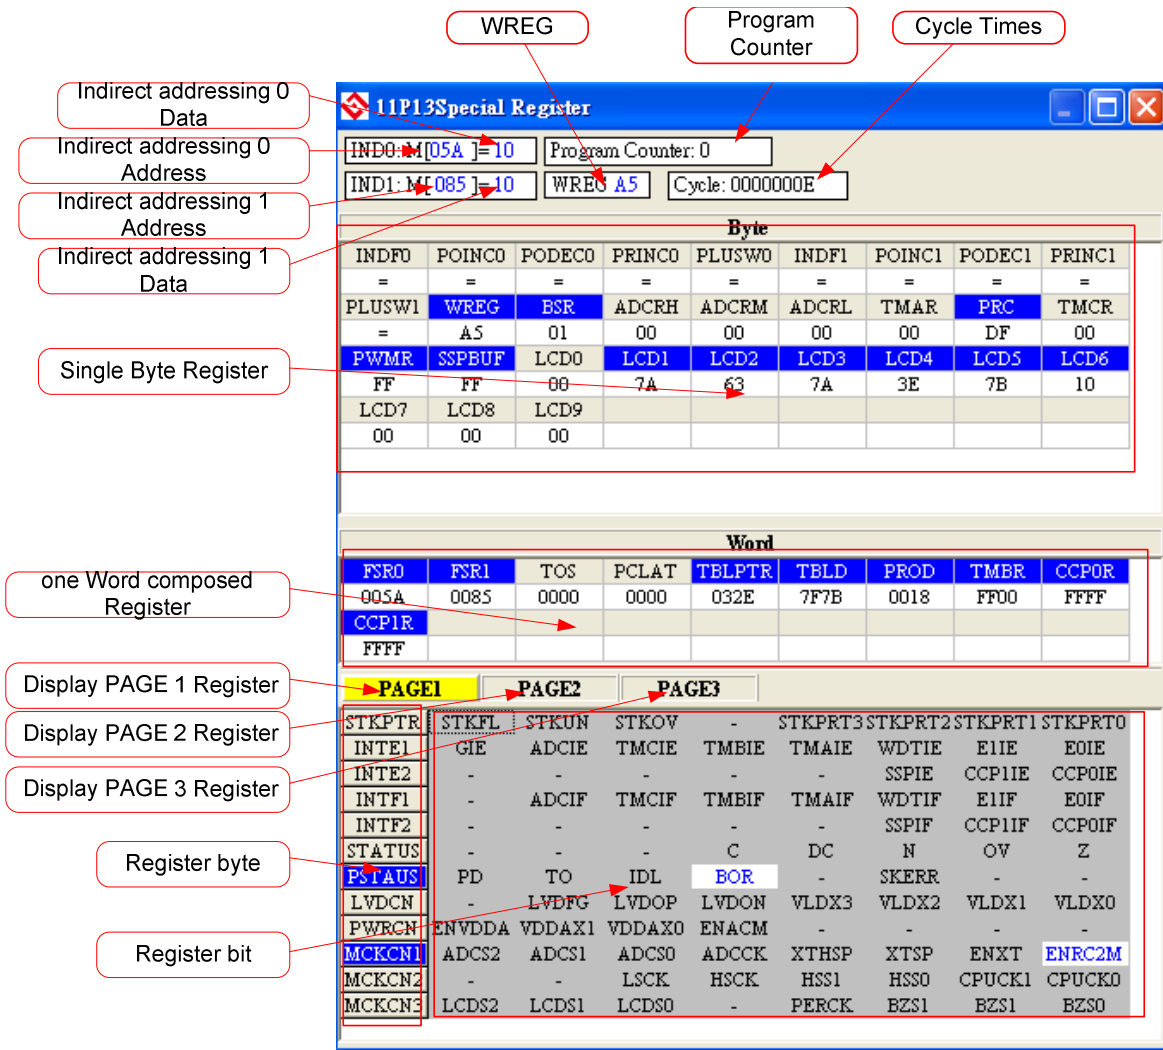 WREG
Program
Counter
Cycle Times
Indirect addressing 0
Data
Indirect addressing 0
Address
Indirect addressing 1
Address
Indirect addressing 1
Data
Single Byte Register
one Word composed
Register
Display PAGE 1 Register
Display PAGE 2 Register
Display PAGE 3 Register
Register byte
Register bit
11P13Special Register
IND0: M[05A ]=10 Program Counter: 0
IND1: M[085 ]=10 WREG A5 Cycle: 0000000E
Byte
INDF0 POINC0 PODEC0 PRINC0 PLUSW0 INDF1 POINC1 PODEC1 PRINC1
= = = = = = = = =
PLUSW1 WREG BSR ADCRH ADCRM ADCRL TMAR PRC TMCR
= A5 01 00 00 00 00 DF 00
PWMR SSPBUF LCD0 LCD1 LCD2 LCD3 LCD4 LCD5 LCD6
FF FF 00 7A 63 7A 3E 7B 10
LCD7 LCD8 LCD9
00 00 00
Word
FSR0 FSR1 TOS PCLAT TBLPTR TBLD PROD TMBR CCP0R
005A 0085 0000 0000 032E 7F7B 0018 FF00 FFFF
CCP1R
FFFF
PAGE1 PAGE2 PAGE3
STKPTR STKFL STKUN STKOV - STKPRT3 STKPRT2 STKPRT1 STKPRT0
INTE1 GIE ADCIE TMCIE TMBIE TMAIE WDTIE E1IE E0IE
INTE2 - - - - - SSPIE CCP1IE CCP0IE
INTF1 - ADCIF TMCIF TMBIF TMAIF WDTIF E1IF E0IF
INTF2 - - - - - SSPIF CCP1IF CCP0IF
STATUS - - - C DC N OV Z
PSTAUS PD TO IDL BOR - SKERR - -
LVDCN - LVDFG LVDOP LVDON VLDX3 VLDX2 VLDX1 VLDX0
PWRCN ENVDDA VDDAX1 VDDAX0 ENACM - - - -
MCKCN1 ADCS2 ADCS1 ADCS0 ADCCK XTHSP XTSP ENXT ENRC2M
MCKCN2 - - LSCK HSCK HSS1 HSS0 CPUCK1 CPUCK0
MCKCN3 LCDS2 LCDS1 LCDS0 - PERCK BZS1 BZS1 BZS0